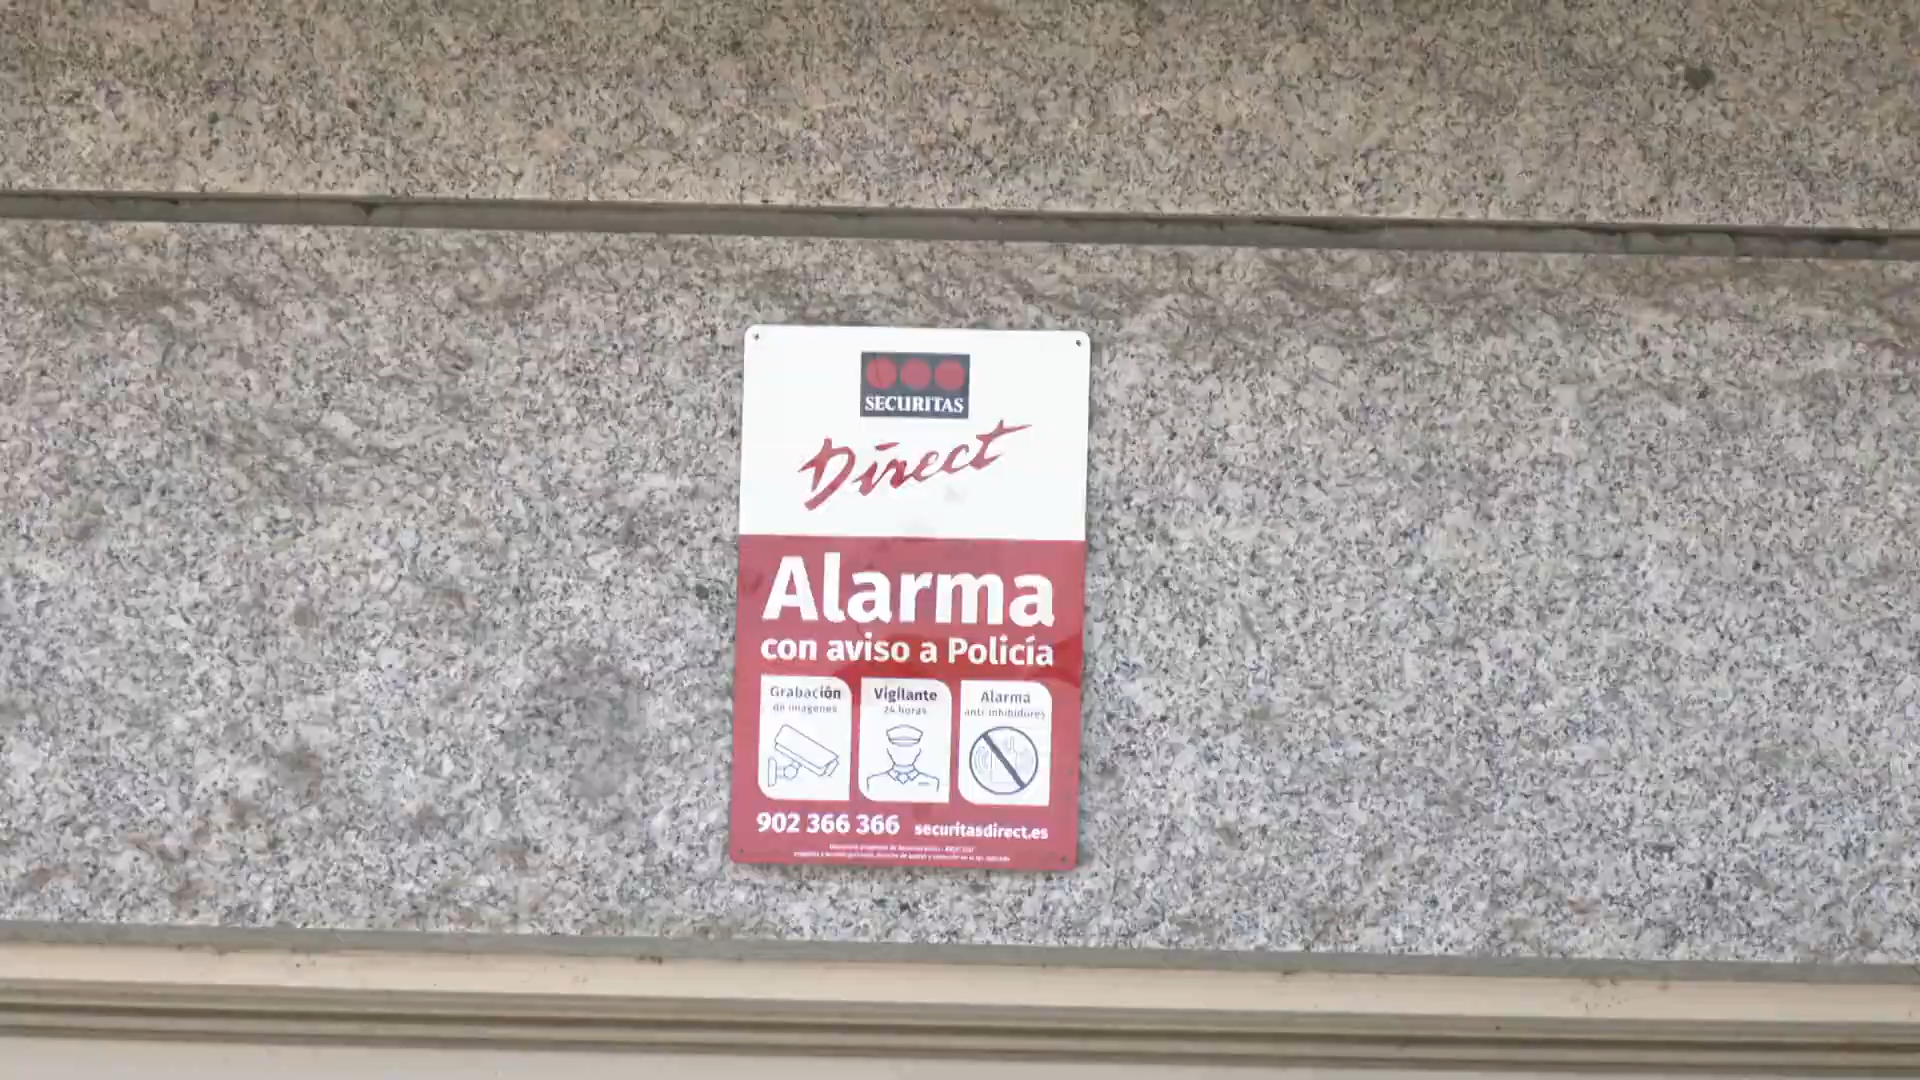 SECURITAS
Direct
Alarma
con aviso a Policía
Grabación
de imágenes
Vigilante
24 horas
Alarma
anti-inhibidores
902 366 366 securitasdirect.es